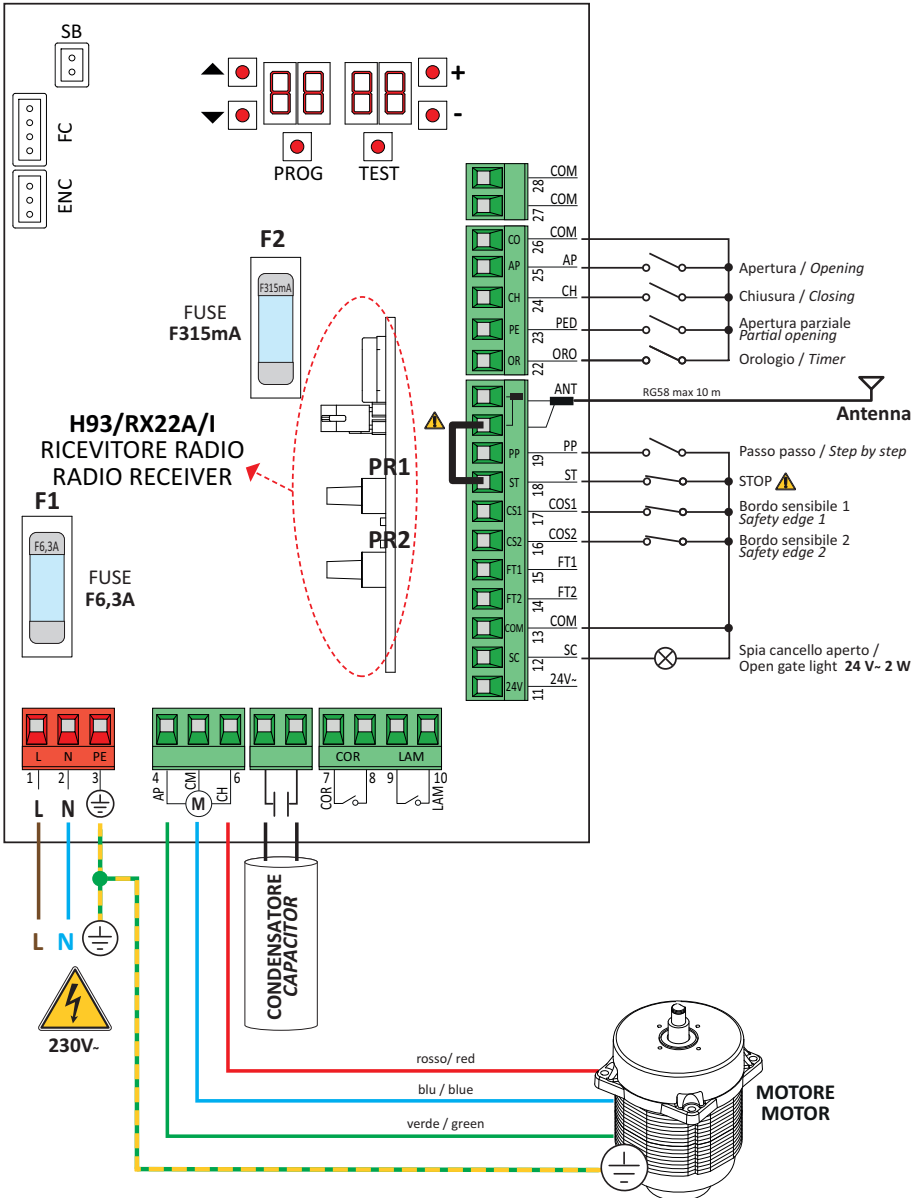 SB
FC
ENC
+
-
PROG
TEST
F2
FUSE
F315mA
F315mA
H93/RX22A/I
RICEVITORE RADIO
RADIO RECEIVER
PR1
PR2
F1
F6,3A
FUSE
F6,3A
28 COM
27 COM
CO 26 COM
AP 25 AP
CH 24 CH
PE 23 PED
OR 22 ORO
Apertura / Opening
Chiusura / Closing
Apertura parziale
Partial opening
Orologio / Timer
ANT
RG58 max 10 m
Antenna
PP 19 PP
ST 18 ST
CS1 17 COS1
CS2 16 COS2
FT1 15 FT1
FT2 14 FT2
COM 13 COM
SC 12 SC
24V 11 24V~
Passo passo / Step by step
STOP
Bordo sensibile 1
Safety edge 1
Bordo sensibile 2
Safety edge 2
Spia cancello aperto /
Open gate light 24 V~ 2 W
L N PE
1 2 3
L N
L N
230V~
4 6
AP CM CH
M
COR LAM
7 8 9 10
COR LAM
CONDENSATORE
CAPACITOR
rosso/ red
blu / blue
verde / green
MOTORE
MOTOR